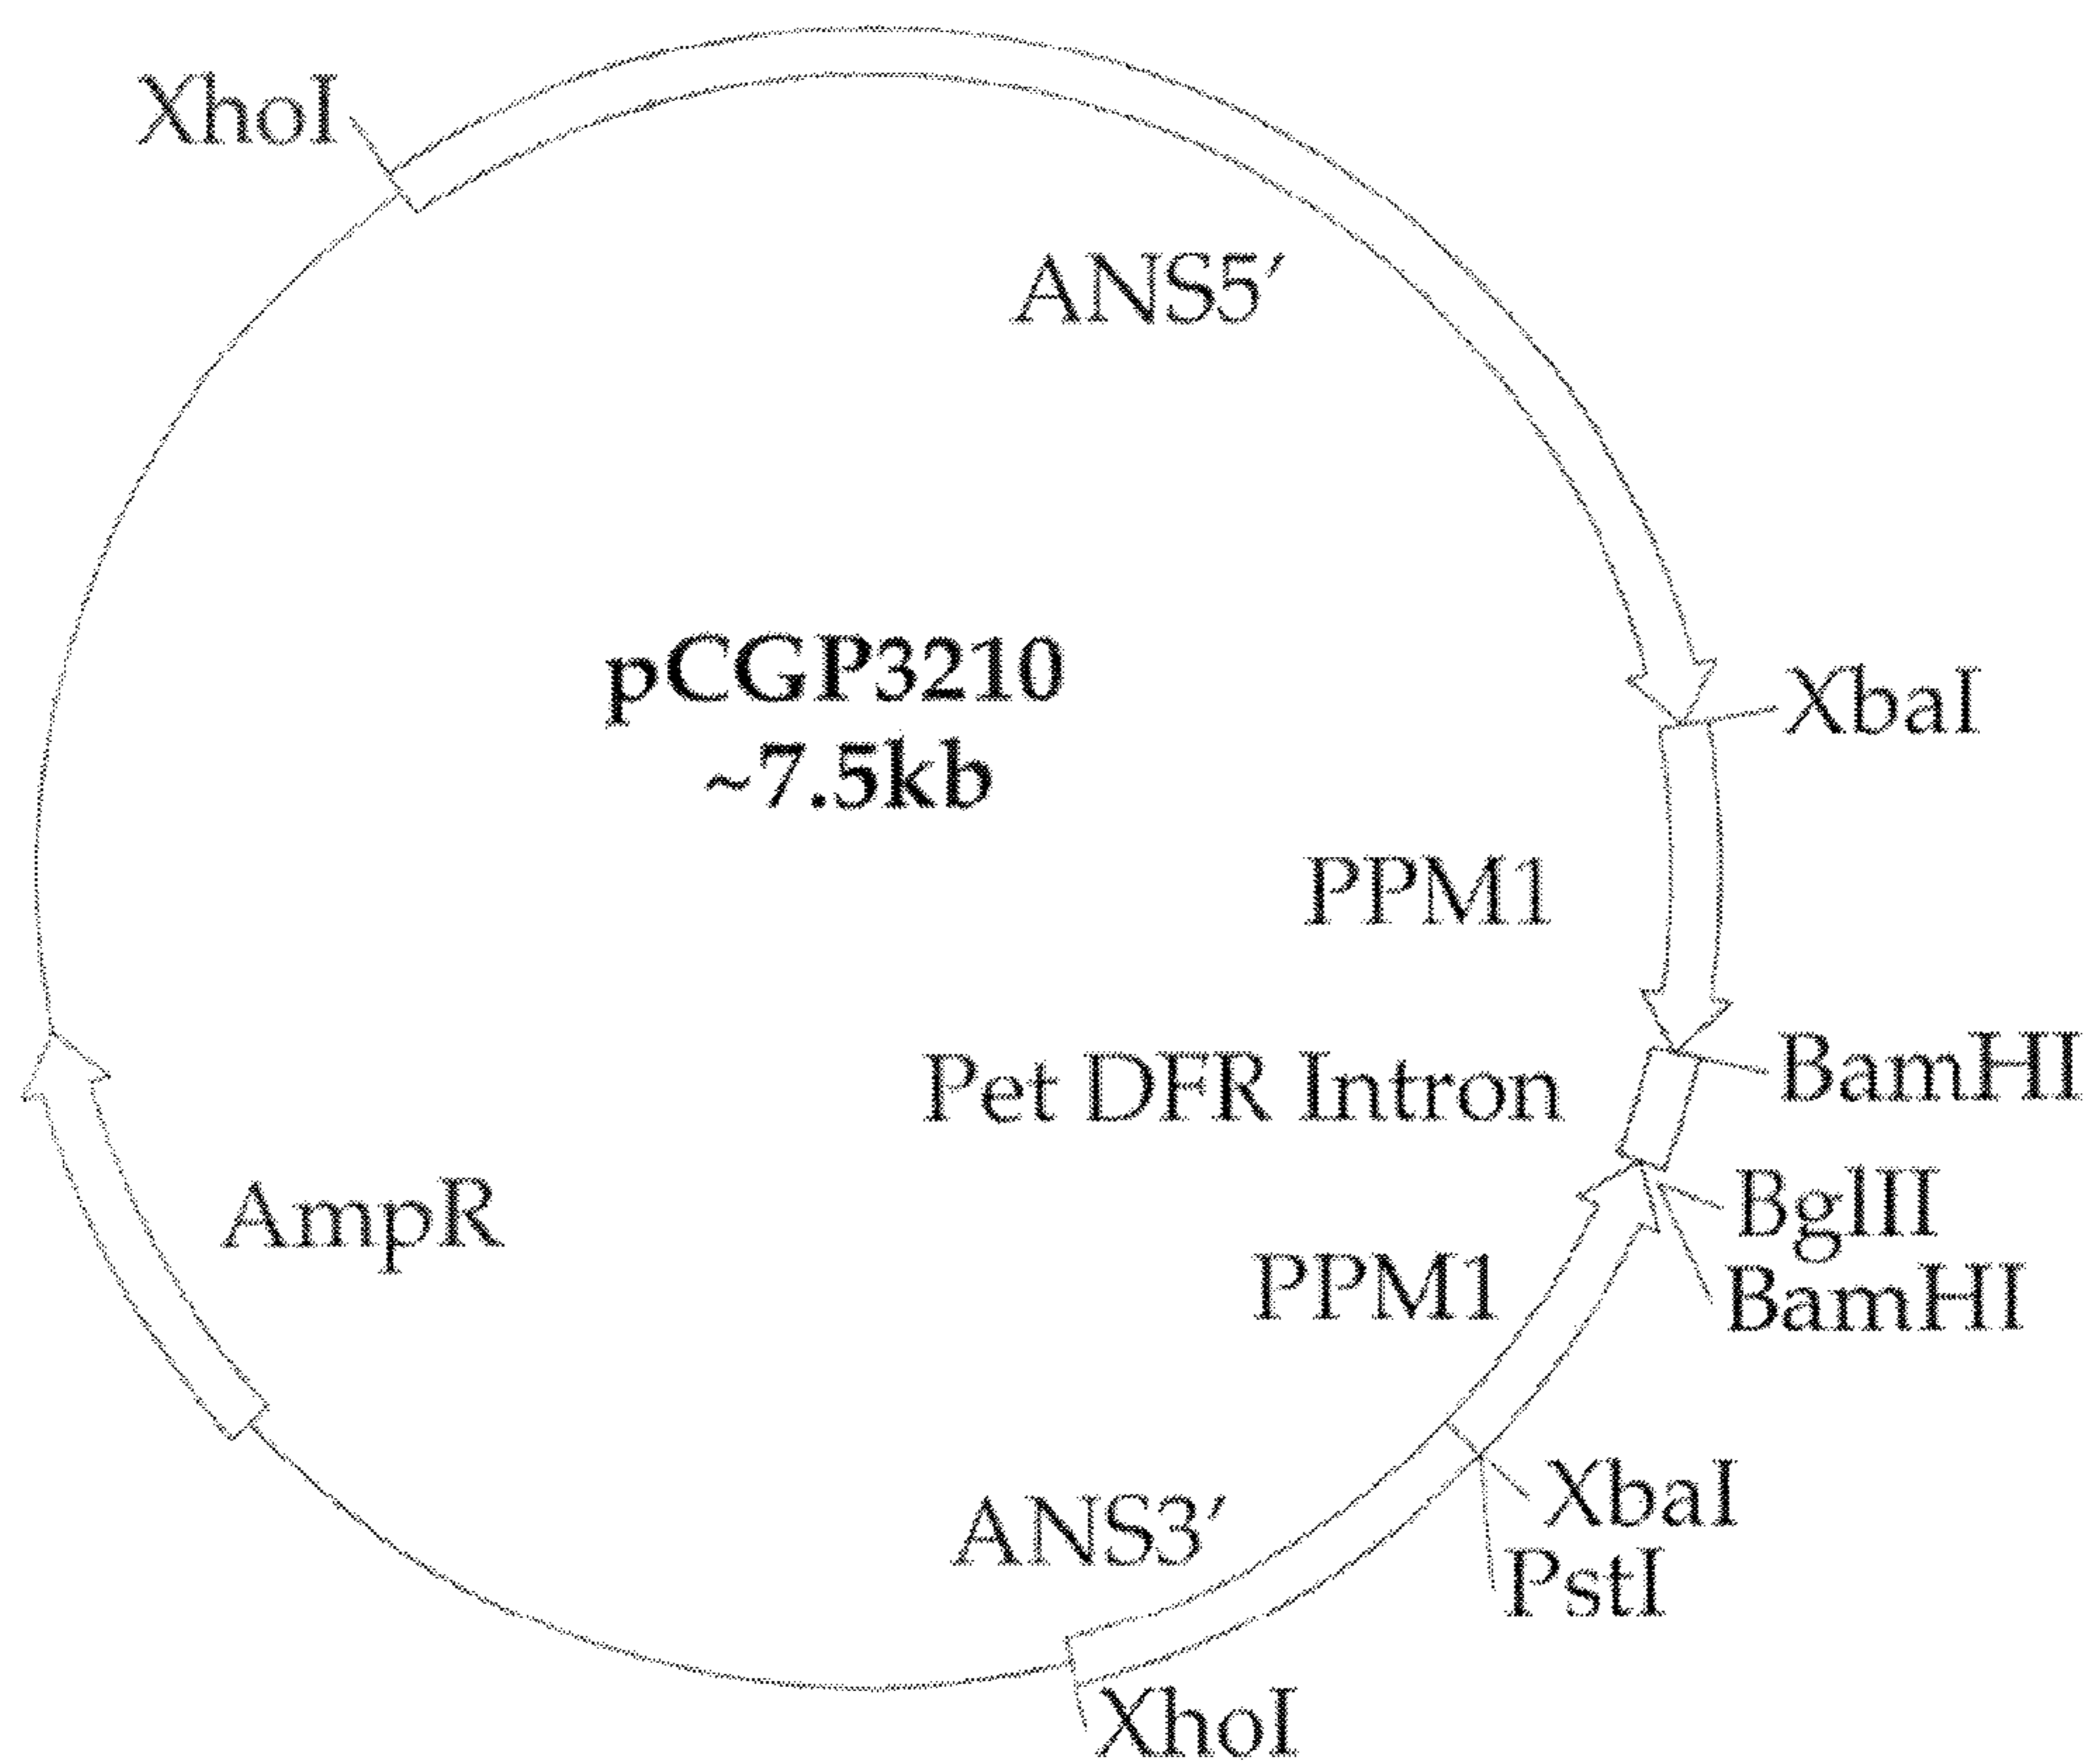 XhoI
ANS5′
pCGP3210
~7.5kb
XbaI
PPM1
Pet DFR Intron
BamHI
BglII
BamHI
AmpR
PPM1
XbaI
PstI
ANS3′
XhoI